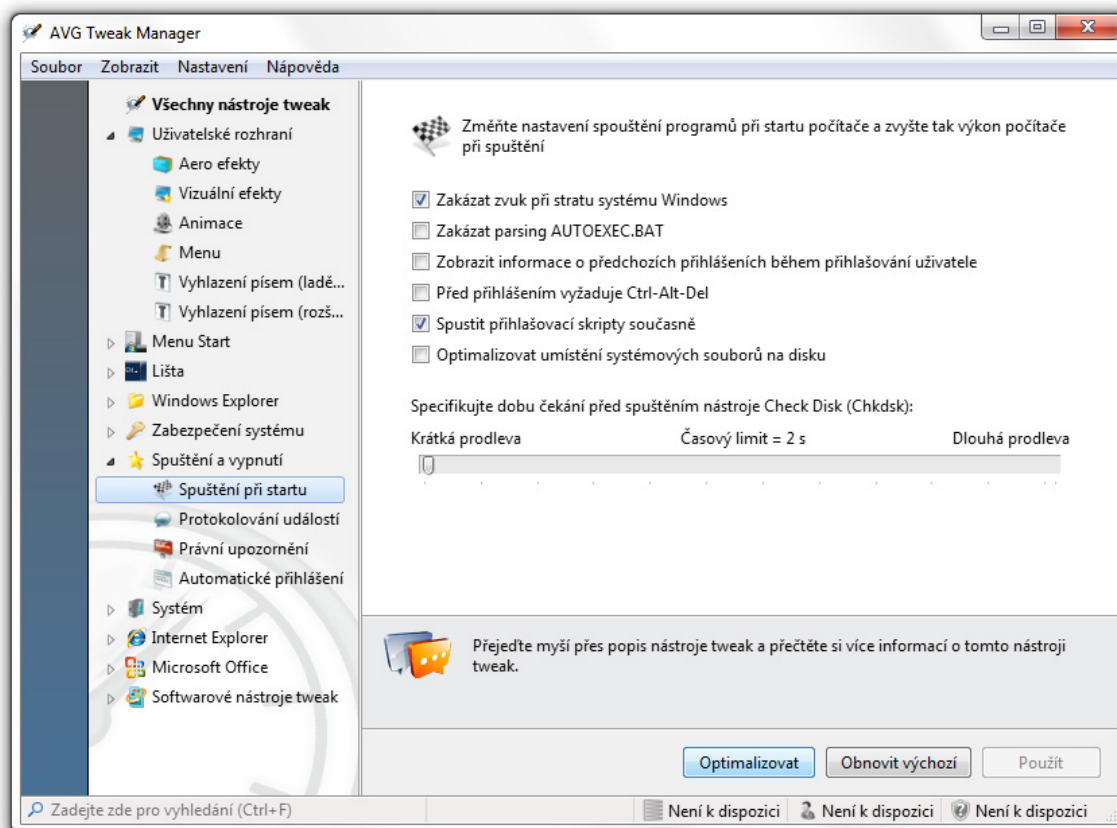 AVG Tweak Manager
Soubor Zobrazit Nastavení Nápověda
Všechny nástroje tweak
Uživatelské rozhraní
Aero efekty
Vizuální efekty
Animace
Menu
Vyhlazení písem (ladě...
Vyhlazení písem (rozš...
Menu Start
Lišta
Windows Explorer
Zabezpečení systému
Spuštění a vypnutí
Spuštění při startu
Protokolování událostí
Právní upozornění
Automatické přihlášení
Systém
Internet Explorer
Microsoft Office
Softwarové nástroje tweak
Změňte nastavení spouštění programů při startu počítače a zvyšte tak výkon počítače
při spuštění
Zakázat zvuk při stratu systému Windows
Zakázat parsing AUTOEXEC.BAT
Zobrazit informace o předchozích přihlášeních během přihlašování uživatele
Před přihlášením vyžaduje Ctrl-Alt-Del
Spustit přihlašovací skripty současně
Optimalizovat umístění systémových souborů na disku
Specifikujte dobu čekání před spuštěním nástroje Check Disk (Chkdsk):
Krátká prodleva Časový limit = 2 s Dlouhá prodleva
Přejeďte myší přes popis nástroje tweak a přečtěte si více informací o tomto nástroji
tweak.
Optimalizovat Obnovit výchozí Použít
Zadejte zde pro vyhledání (Ctrl+F) Není k dispozici Není k dispozici Není k dispozici